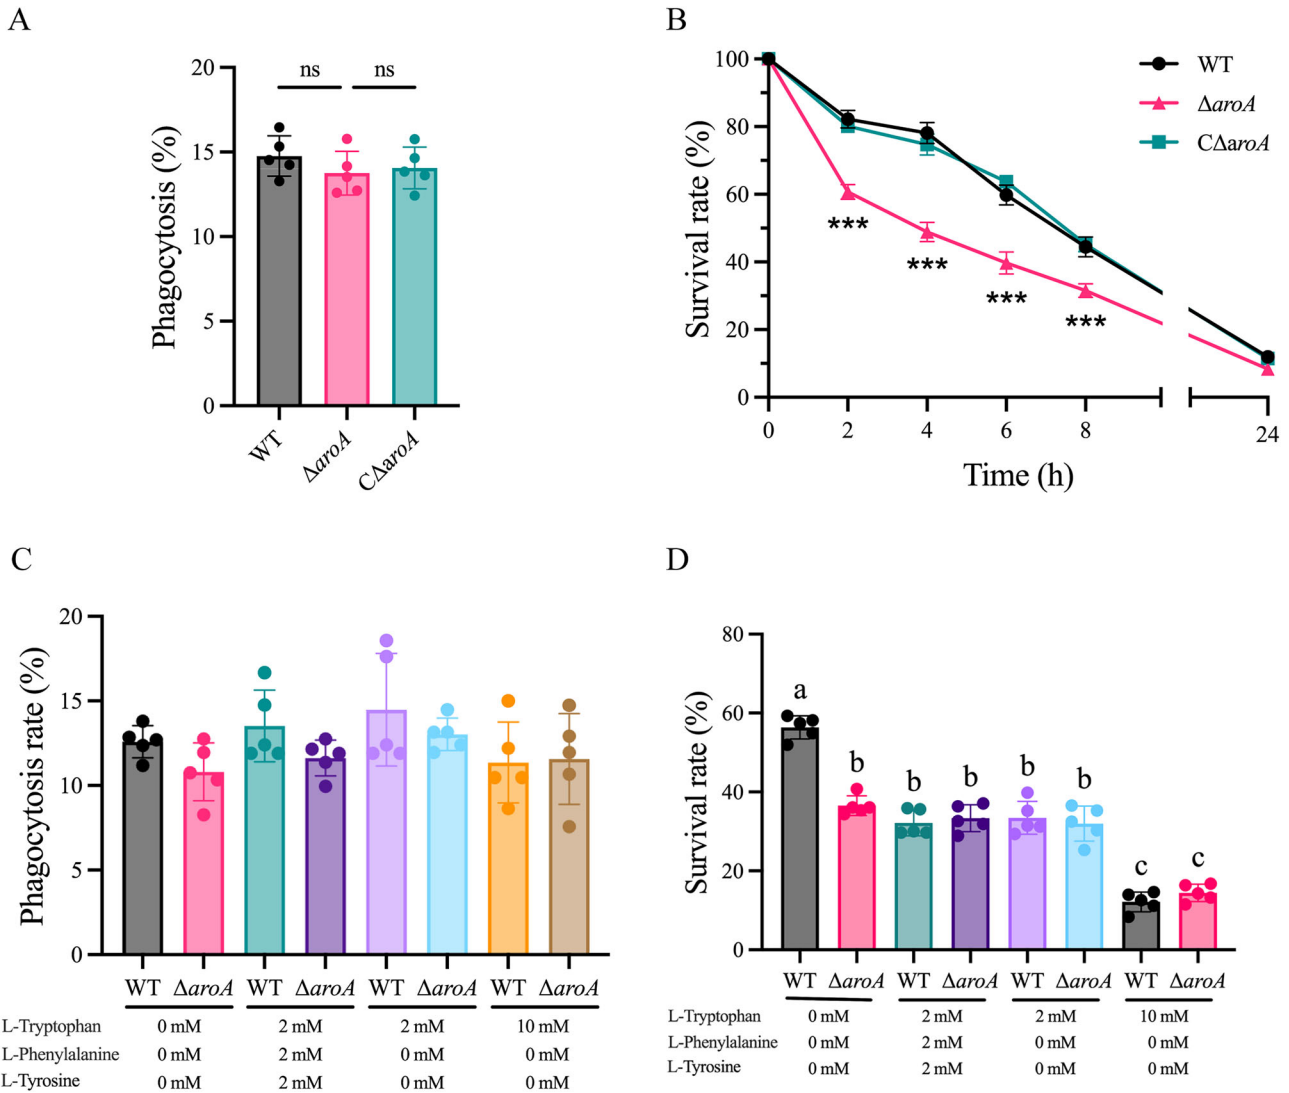 A
Phagocytosis (%)
20
15
10
5
0
ns
ns
WT
ΔaroA
CΔaroA
B
Survival rate (%)
100
80
60
40
20
0
WT
ΔaroA
CΔaroA
***
***
***
***
0
2
4
6
8
24
Time (h)
C
Phagocytosis rate (%)
20
15
10
5
0
WT ΔaroA WT ΔaroA WT ΔaroA WT ΔaroA
L-Tryptophan 0 mM 2 mM 2 mM 10 mM
L-Phenylalanine 0 mM 2 mM 0 mM 0 mM
L-Tyrosine 0 mM 2 mM 0 mM 0 mM
D
Survival rate (%)
80
60
40
20
0
a
b
b
b
b
b
c
c
WT ΔaroA WT ΔaroA WT ΔaroA WT ΔaroA
L-Tryptophan 0 mM 2 mM 2 mM 10 mM
L-Phenylalanine 0 mM 2 mM 0 mM 0 mM
L-Tyrosine 0 mM 2 mM 0 mM 0 mM